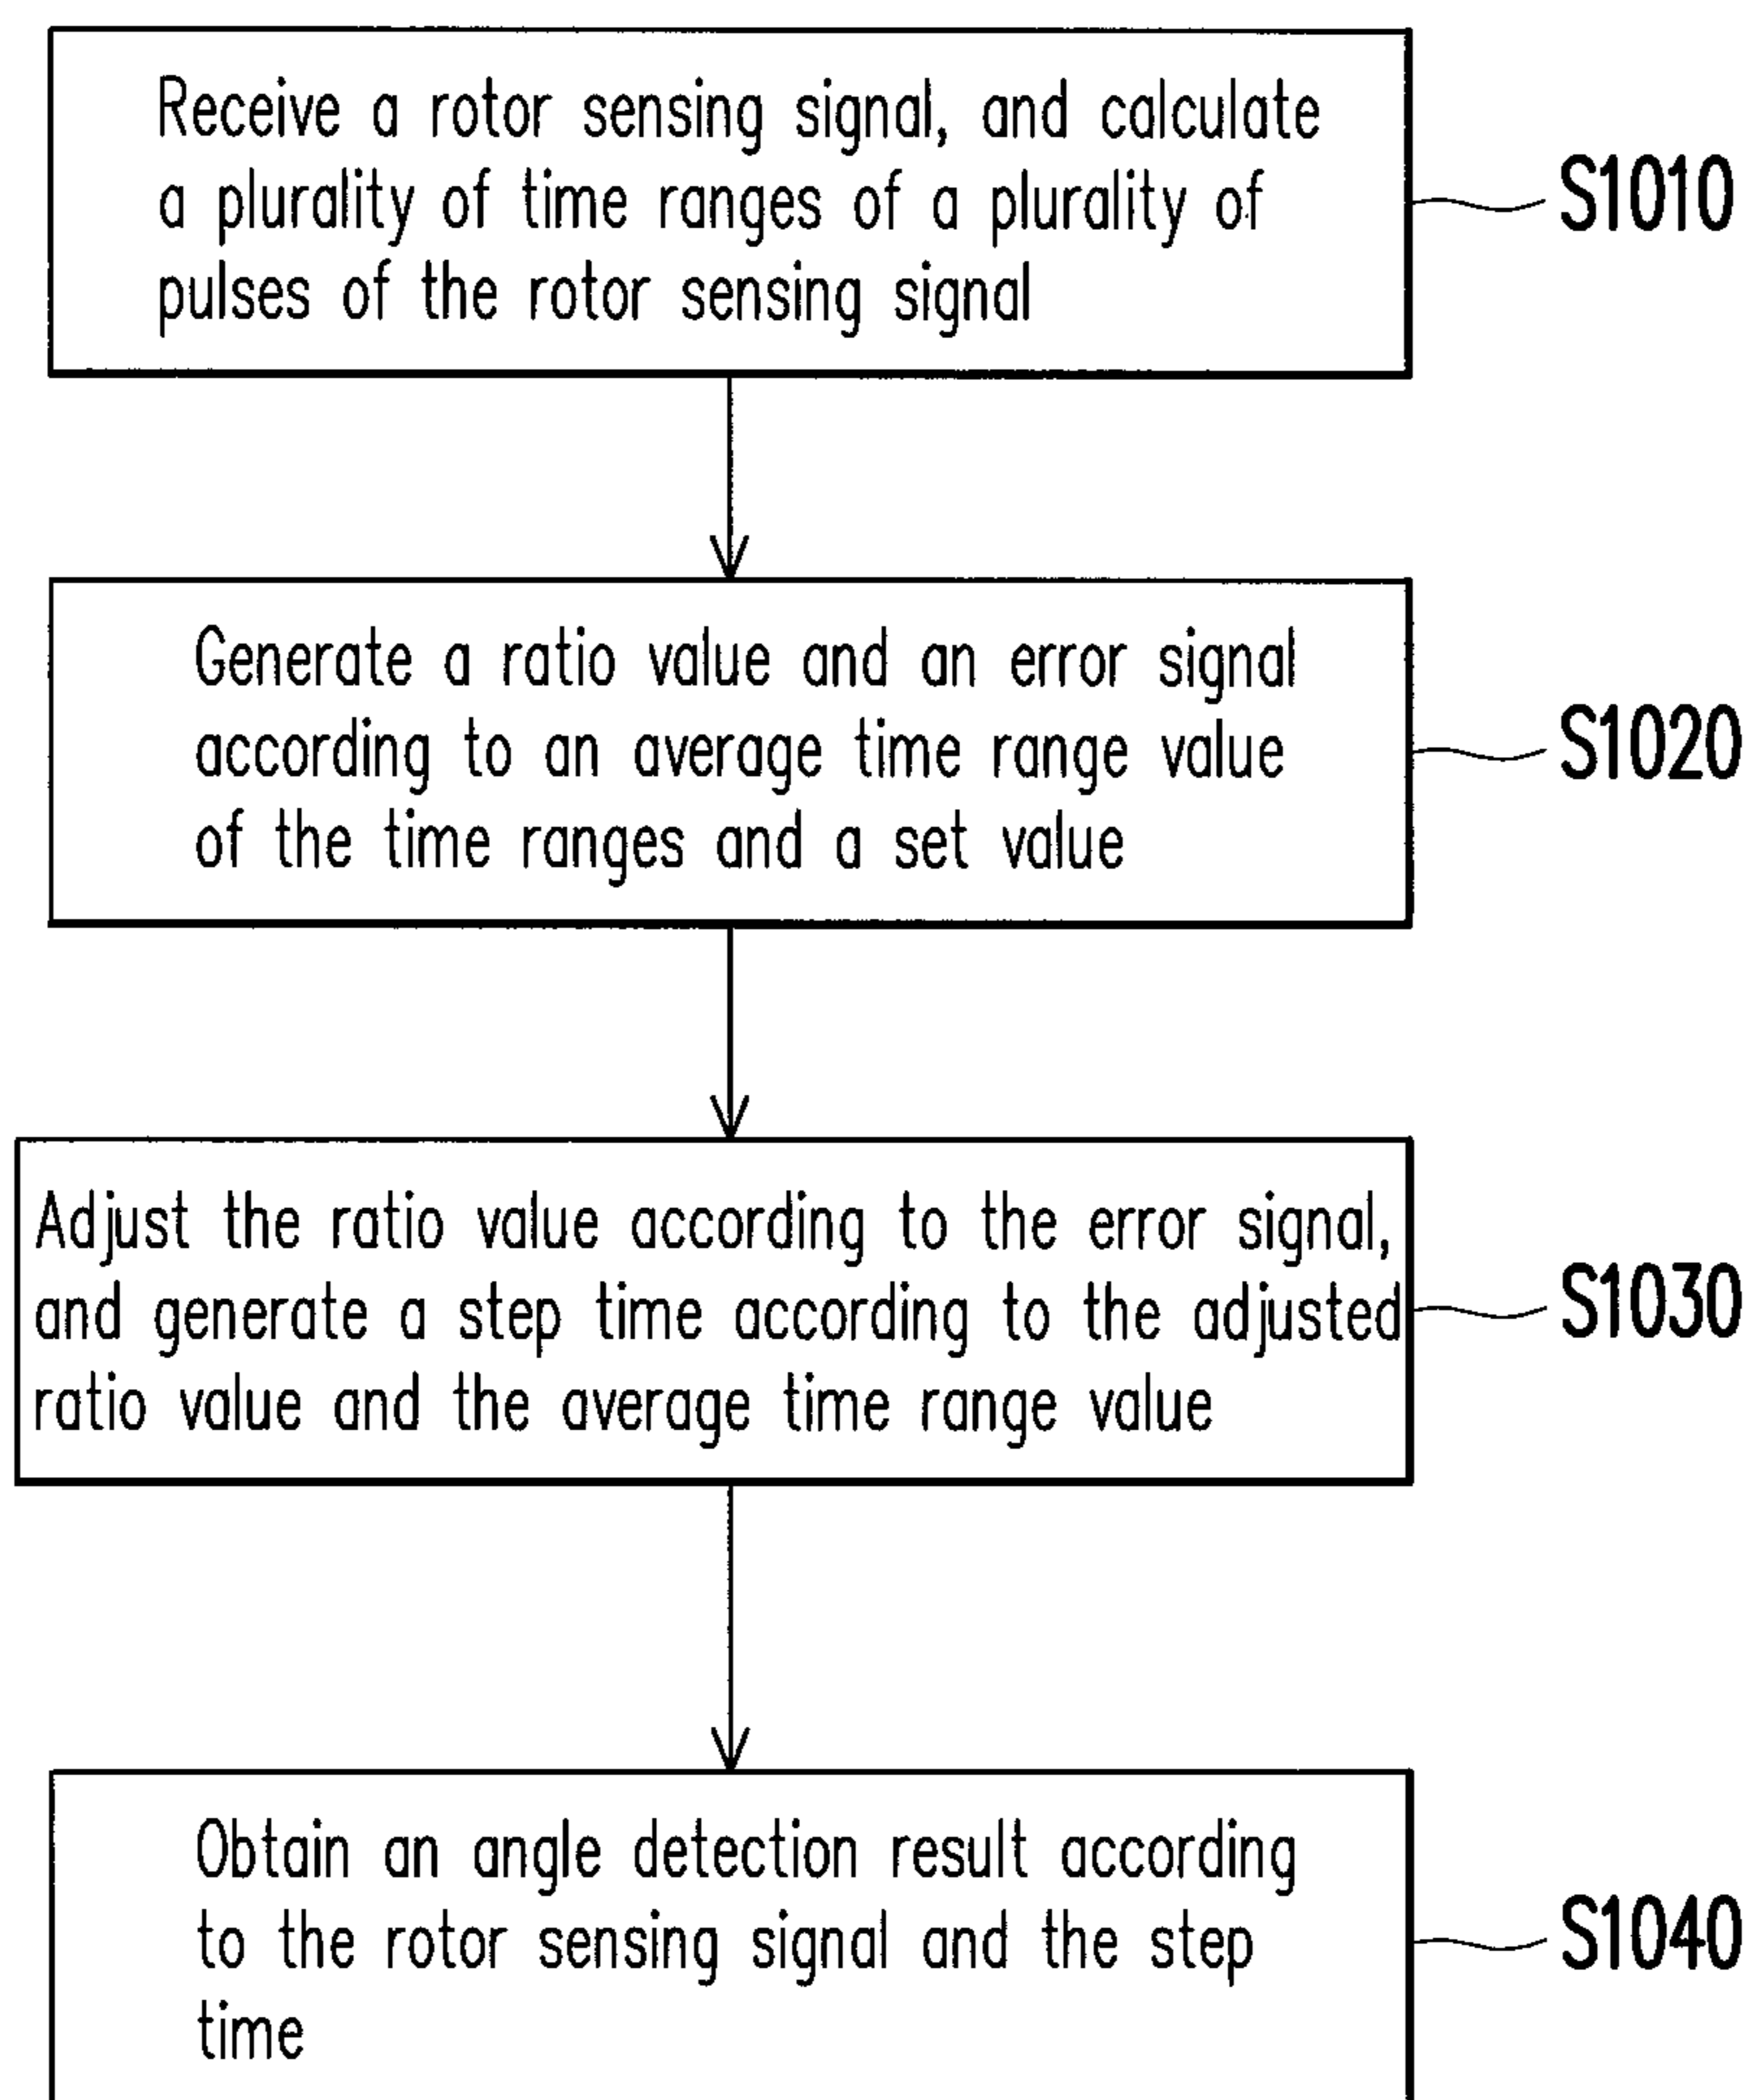 Receive a rotor sensing signal, and calculate
a plurality of time ranges of a plurality of
pulses of the rotor sensing signal
S1010
Generate a ratio value and an error signal
according to an average time range value
of the time ranges and a set value
S1020
Adjust the ratio value according to the error signal,
and generate a step time according to the adjusted
ratio value and the average time range value
S1030
Obtain an angle detection result according
to the rotor sensing signal and the step
time
S1040